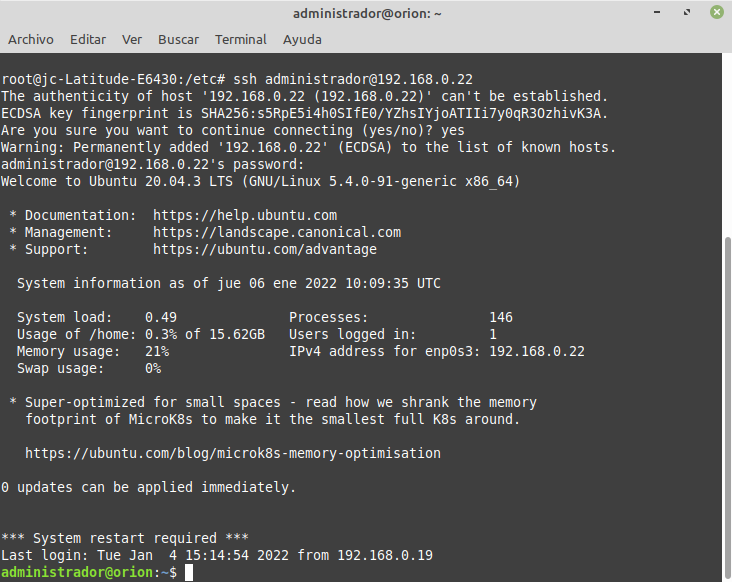 administrador@orion: ~
Archivo Editar Ver Buscar Terminal Ayuda
root@jc-Latitude-E6430:/etc# ssh administrador@192.168.0.22
The authenticity of host '192.168.0.22 (192.168.0.22)' can't be established.
ECDSA key fingerprint is SHA256:s5RpE5i4h0SIfE0/YZhsIYjoATIIi7y0qR3OzhivK3A.
Are you sure you want to continue connecting (yes/no)? yes
Warning: Permanently added '192.168.0.22' (ECDSA) to the list of known hosts.
administrador@192.168.0.22's password:
Welcome to Ubuntu 20.04.3 LTS (GNU/Linux 5.4.0-91-generic x86_64)
* Documentation:  https://help.ubuntu.com
* Management:     https://landscape.canonical.com
* Support:        https://ubuntu.com/advantage
System information as of jue 06 ene 2022 10:09:35 UTC
System load:    0.49               Processes:               146
Usage of /home: 0.3% of 15.62GB   Users logged in:         1
Memory usage:   21%               IPv4 address for enp0s3: 192.168.0.22
Swap usage:     0%
* Super-optimized for small spaces - read how we shrank the memory
footprint of MicroK8s to make it the smallest full K8s around.
https://ubuntu.com/blog/microk8s-memory-optimisation
0 updates can be applied immediately.
*** System restart required ***
Last login: Tue Jan  4 15:14:54 2022 from 192.168.0.19
administrador@orion:~$